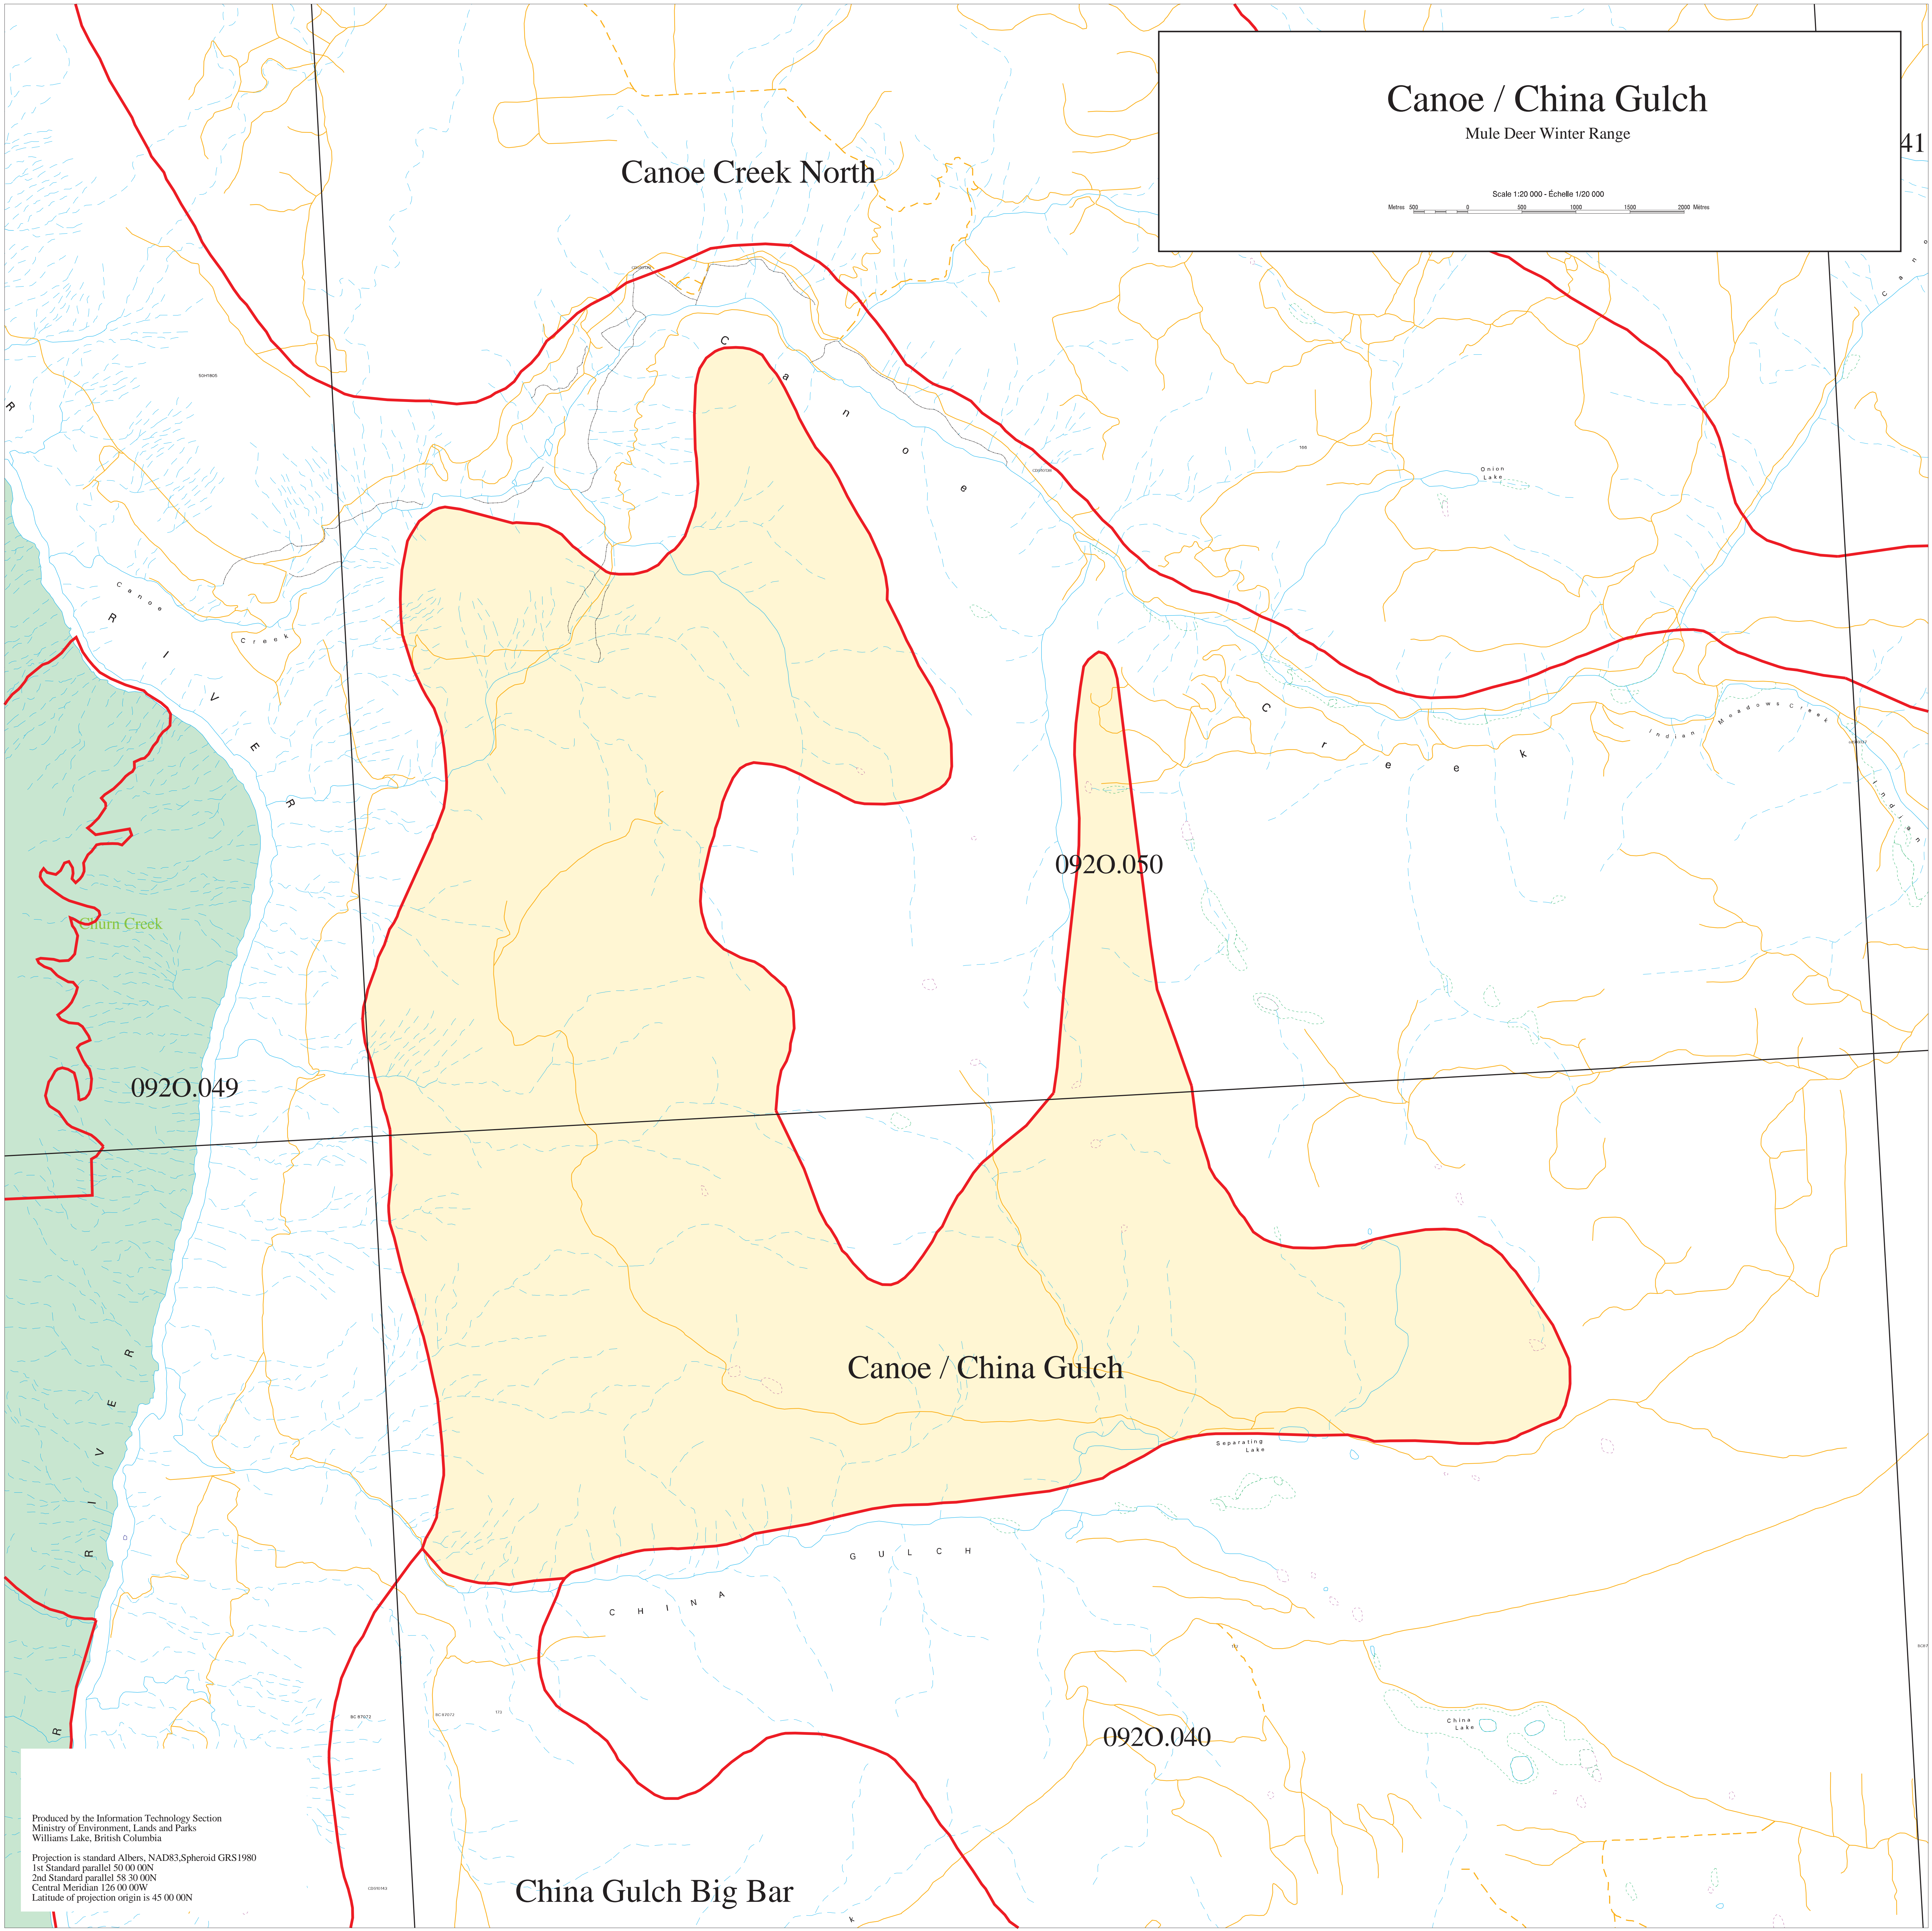 Canoe / China Gulch
Mule Deer Winter Range
Scale 1:20 000 - Échelle 1/20 000
Metres 500 0 500 1000 1500 2000 Mètres
41
Canoe Creek North
Canoe
Creek
Canoe
Creek
RIVER
R
Onion
Lake
Indian Meadows Creek
Indian
Cano
092O.050
Churn Creek
092O.049
Canoe / China Gulch
Separating
Lake
CHINA GULCH
RIVER
R
China
Lake
092O.040
China Gulch Big Bar
k
BC 87072
Produced by the Information Technology Section
Ministry of Environment, Lands and Parks
Williams Lake, British Columbia
Projection is standard Albers, NAD83,Spheroid GRS1980
1st Standard parallel 50 00 00N
2nd Standard parallel 58 30 00N
Central Meridian 126 00 00W
Latitude of projection origin is 45 00 00N